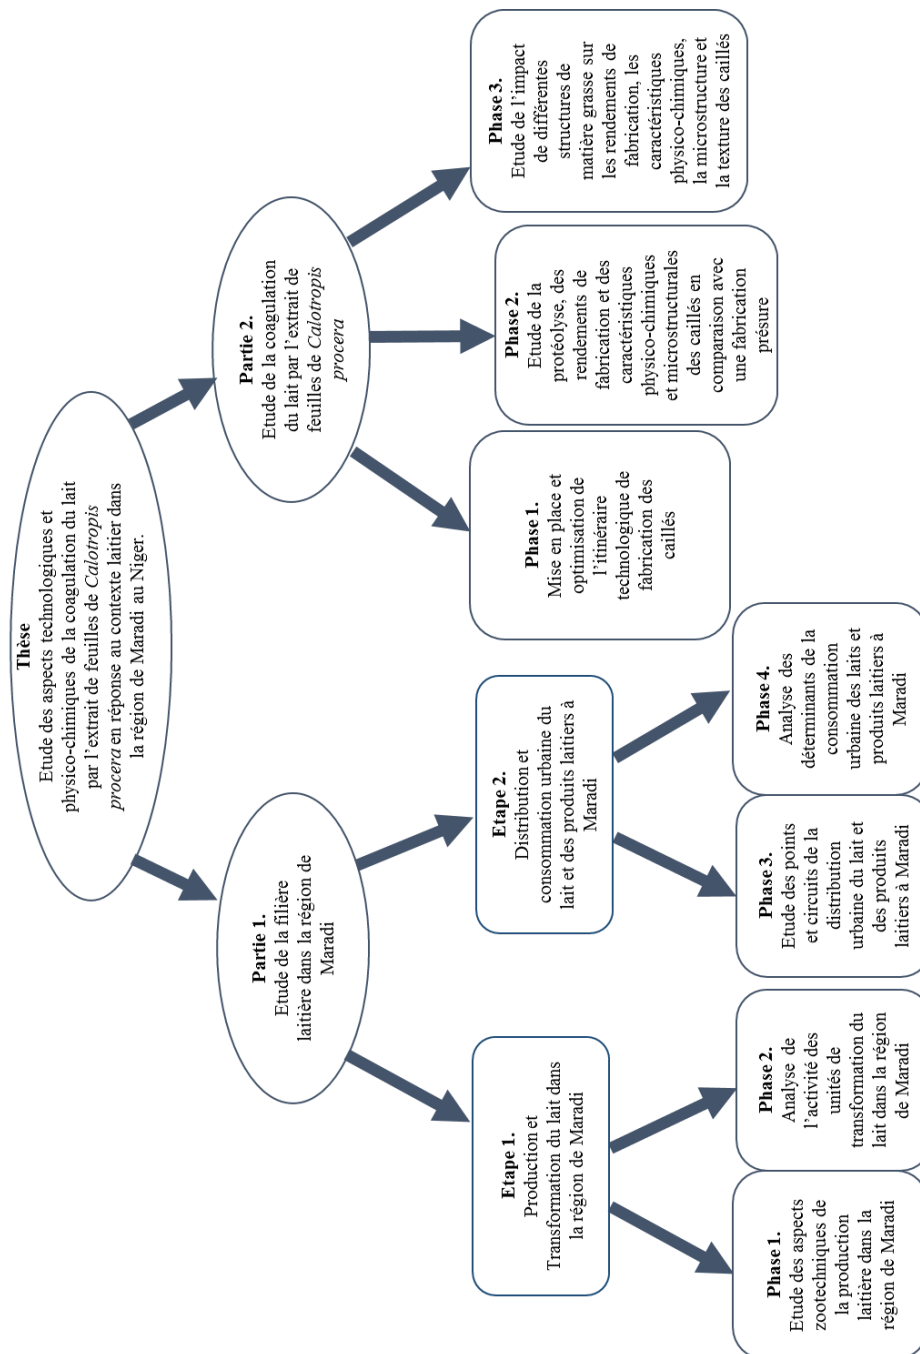 Thèse
Etude des aspects technologiques et
physico-chimiques de la coagulation du lait
par l'extrait de feuilles de Calotropis
procera en réponse au contexte laitier dans
la région de Maradi au Niger.
Partie 1.
Etude de la filière
laitière dans la région de
Maradi
Partie 2.
Etude de la coagulation
du lait par l'extrait de
feuilles de Calotropis
procera
Etape 1.
Production et
Transformation du lait dans
la région de Maradi
Etape 2.
Distribution et
consommation urbaine du
lait et des produits laitiers à
Maradi
Phase 1.
Mise en place et
optimisation de
l'itinéraire
technologique de
fabrication des
caillés
Phase 2.
Etude de la
protéolyse, des
rendements de
fabrication et des
caractéristiques
physico-chimiques
et microstructurales
des caillés en
comparaison avec
une fabrication
présure
Phase 3.
Etude de l'impact
de différentes
structures de
matière grasse sur
les rendements de
fabrication, les
caractéristiques
physico-chimiques,
la microstructure et
la texture des caillés
Phase 1.
Etude des aspects
zootechniques de
la production
laitière dans la
région de Maradi
Phase 2.
Analyse de
l'activité des
unités de
transformation du
lait dans la région
de Maradi
Phase 3.
Etude des points
et circuits de la
distribution
urbaine du lait et
des produits
laitiers à Maradi
Phase 4.
Analyse des
déterminants de la
consommation
urbaine des laits et
produits laitiers à
Maradi